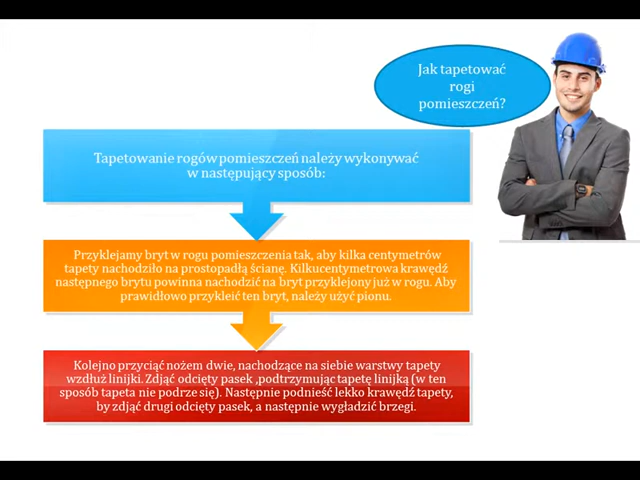 Jak tapetować
rogi
pomieszczeń?
Tapetowanie rogów pomieszczeń należy wykonywać
w następujący sposób:
Przyklejamy bryt w rogu pomieszczenia tak, aby kilka centymetrów
tapety nachodziło na prostopadłą ścianę. Kilkucentymetrowa krawędź
następnego brytu powinna nachodzić na bryt przyklejony już w rogu. Aby
prawidłowo przykleić ten bryt, należy użyć pionu.
Kolejno przyciąć nożem dwie, nachodzące na siebie warstwy tapety
wzdłuż linijki. Zdjąć odcięty pasek ,podtrzymując tapetę linijką (w ten
sposób tapeta nie podrze się). Następnie podnieść lekko krawędź tapety,
by zdjąć drugi odcięty pasek, a następnie wygładzić brzegi.